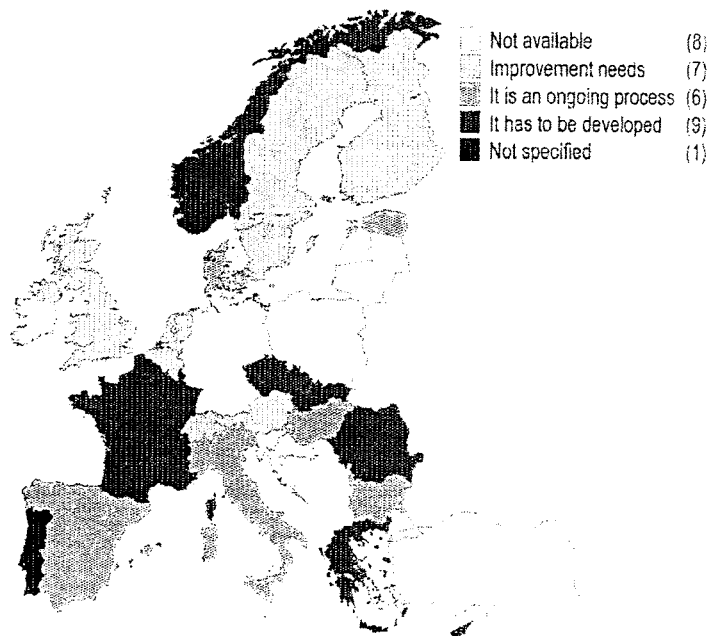 Not available (8)
Improvement needs (7)
It is an ongoing process (6)
It has to be developed (9)
Not specified (1)